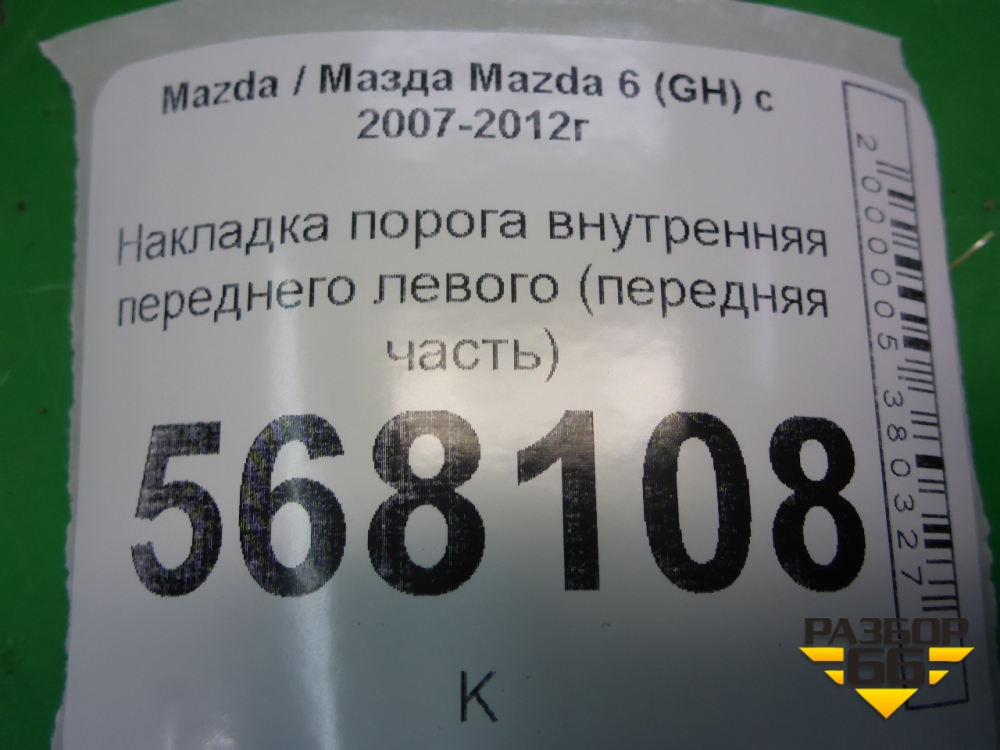 Mazda / Мазда Mazda 6 (GH) с
2007-2012г
Накладка порога внутренняя
переднего левого (передняя
часть)
568108
К
2000005380327
РАЗБОР
66